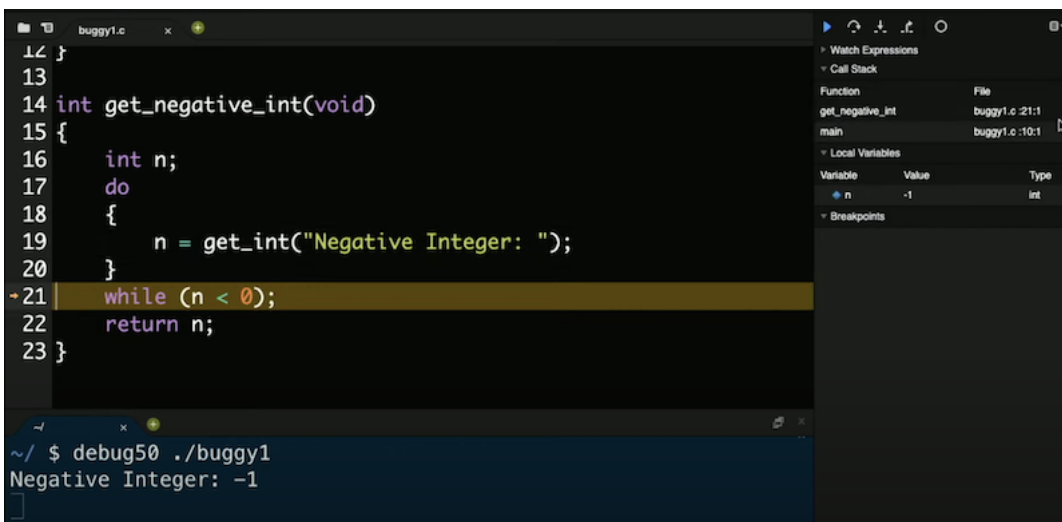 buggy1.c ×
12 }
13
14 int get_negative_int(void)
15 {
16 int n;
17 do
18 {
19 n = get_int("Negative Integer: ");
20 }
21 while (n < 0);
22 return n;
23 }
~/ ×
~/ $ debug50 ./buggy1
Negative Integer: -1
Watch Expressions
Call Stack
Function File
get_negative_int buggy1.c :21:1
main buggy1.c :10:1
Local Variables
Variable Value Type
n -1 int
Breakpoints